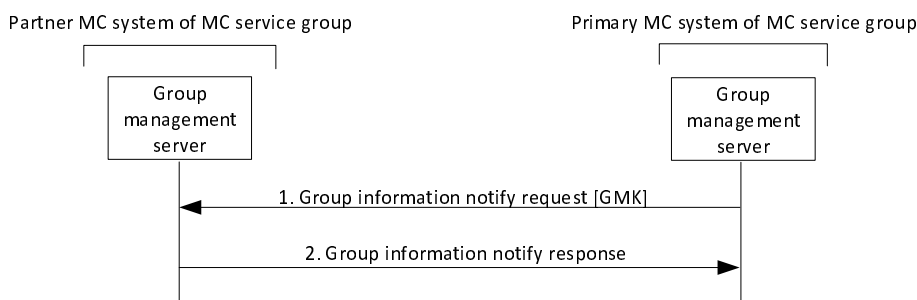 Partner MC system of MC service group
Primary MC system of MC service group
Group
management
server
Group
management
server
1. Group information notify request [GMK]
2. Group information notify response